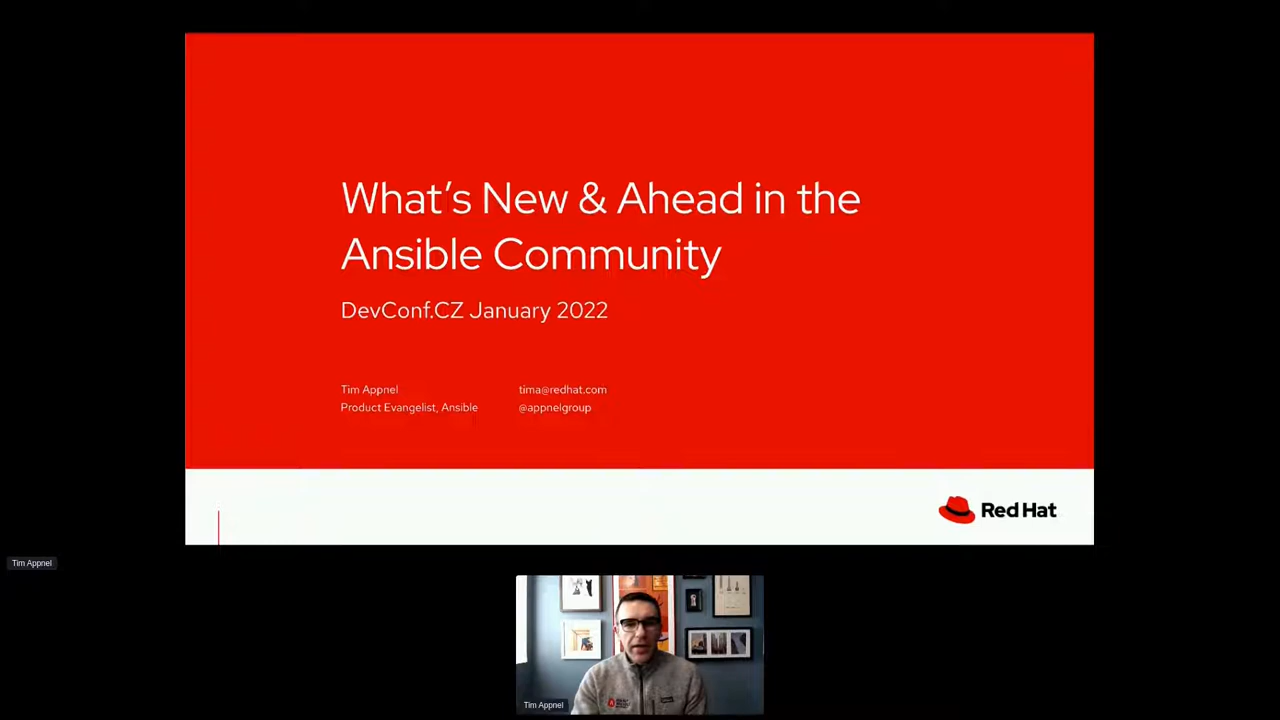 What's New & Ahead in the
Ansible Community
DevConf.CZ January 2022
Tim Appnel
Product Evangelist, Ansible
tima@redhat.com
@appnelgroup
Red Hat
Tim Appnel
Tim Appnel